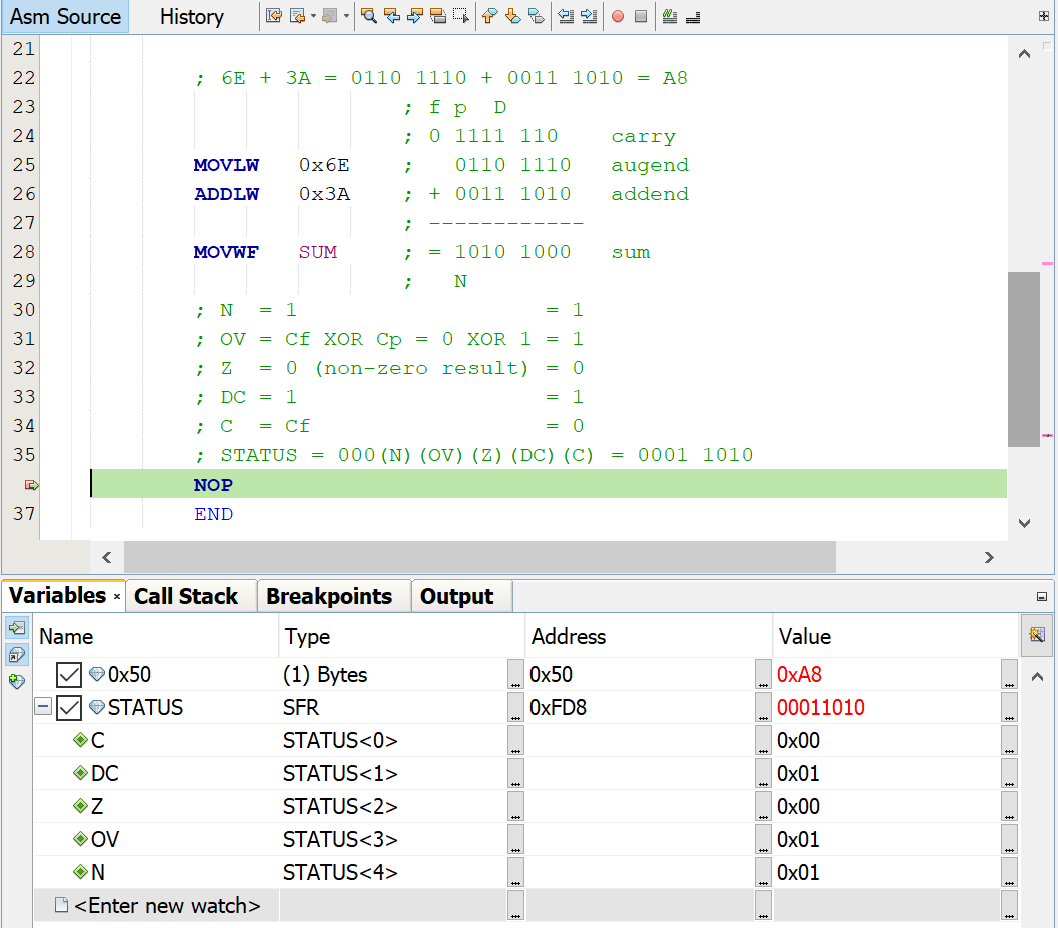 Asm Source History
21
22 ; 6E + 3A = 0110 1110 + 0011 1010 = A8
23 ; f p D
24 ; 0 1111 110 carry
25 MOVLW 0x6E ; 0110 1110 augend
26 ADDLW 0x3A ; + 0011 1010 addend
27 ; ------------
28 MOVWF SUM ; = 1010 1000 sum
29 ; N
30 ; N = 1 = 1
31 ; OV = Cf XOR Cp = 0 XOR 1 = 1
32 ; Z = 0 (non-zero result) = 0
33 ; DC = 1 = 1
34 ; C = Cf = 0
35 ; STATUS = 000(N)(OV)(Z)(DC)(C) = 0001 1010
NOP
37 END
Variables × Call Stack Breakpoints Output
Name Type Address Value
0x50 (1) Bytes ... 0x50 ... 0xA8 ...
STATUS SFR ... 0xFD8 ... 00011010 ...
C STATUS<0> ... ... 0x00 ...
DC STATUS<1> ... ... 0x01 ...
Z STATUS<2> ... ... 0x00 ...
OV STATUS<3> ... ... 0x01 ...
N STATUS<4> ... ... 0x01 ...
<Enter new watch> ... ... ...